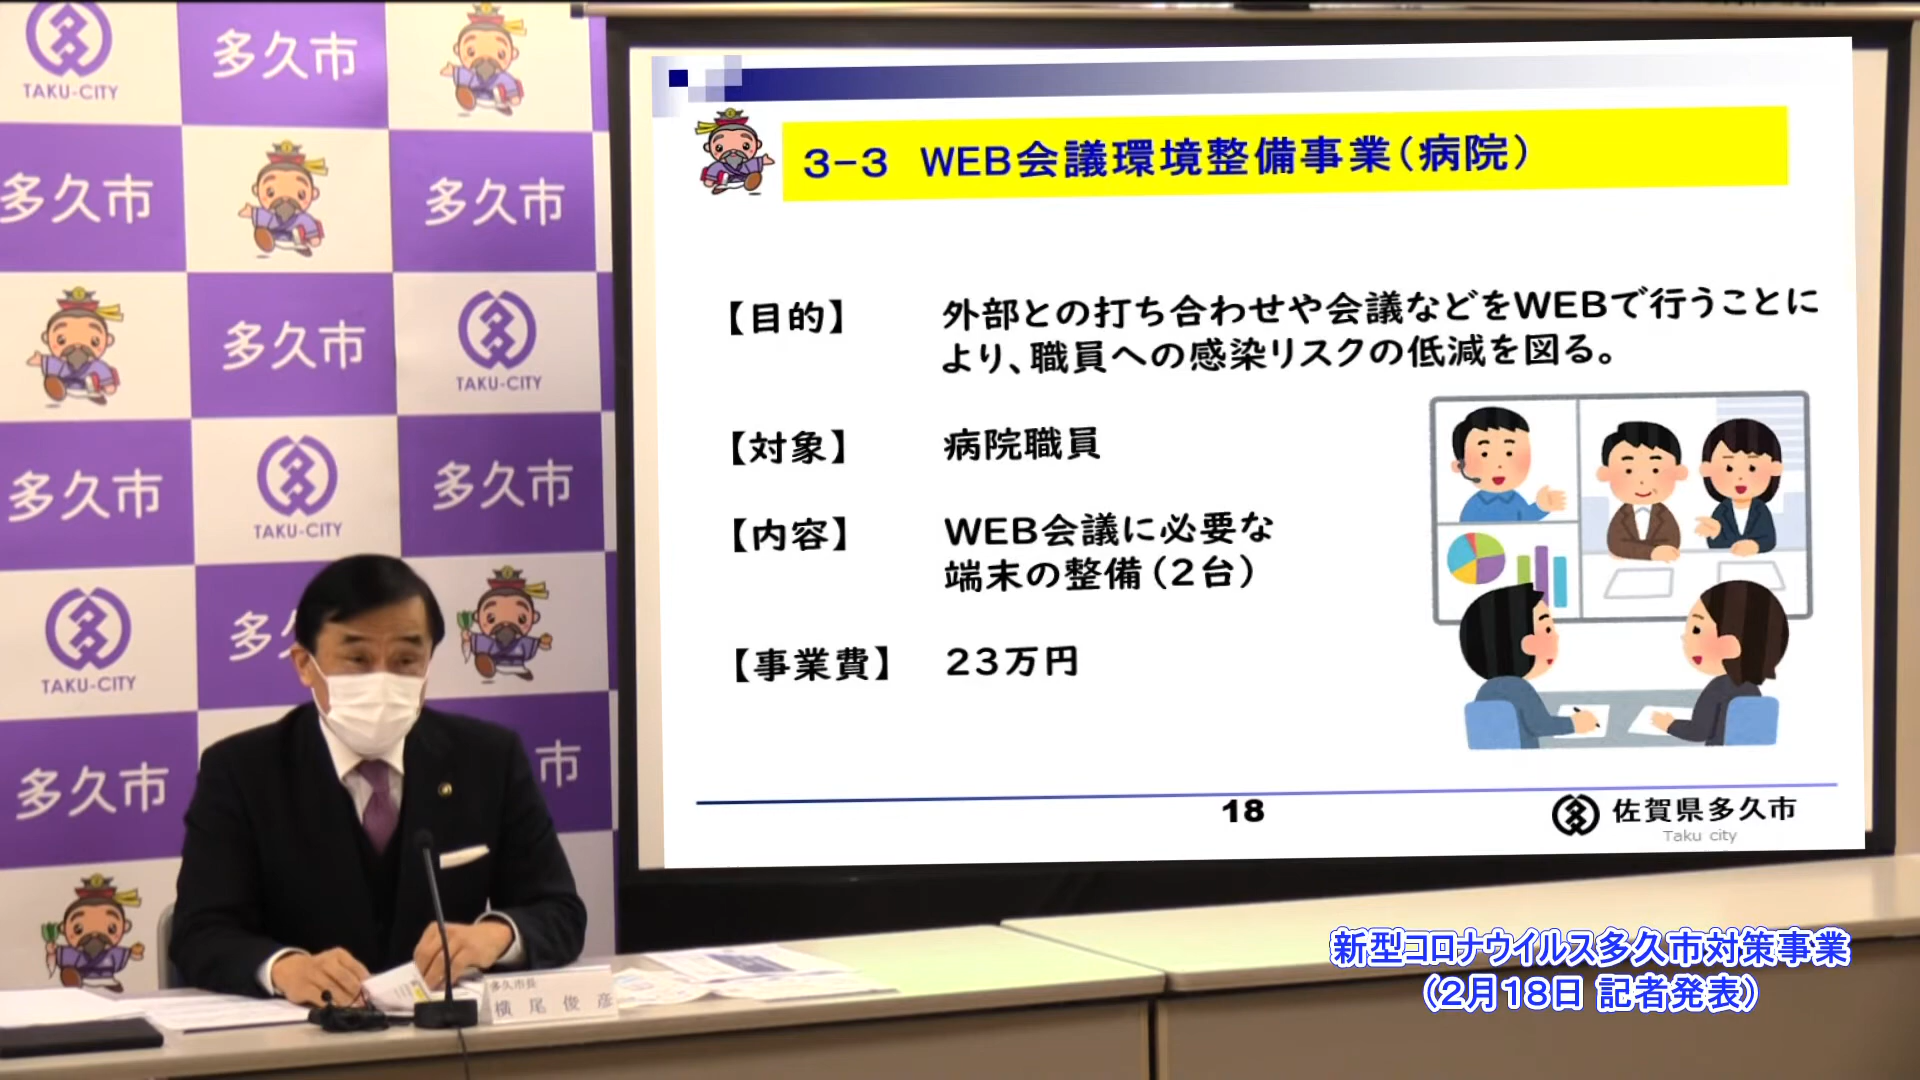 TAKU-CITY
多久市
多久市
多久市
多久市
TAKU-CITY
多久市
TAKU-CITY
多久市
TAKU-CITY
多
多久市
市
3-3 WEB会議環境整備事業(病院)
【目的】 外部との打ち合わせや会議などをWEBで行うことに
より、職員への感染リスクの低減を図る。
【対象】 病院職員
【内容】 WEB会議に必要な
端末の整備(2台)
【事業費】 23万円
18
佐賀県多久市
Taku city
多久市長
横尾俊彦
新型コロナウイルス多久市対策事業
(2月18日 記者発表)